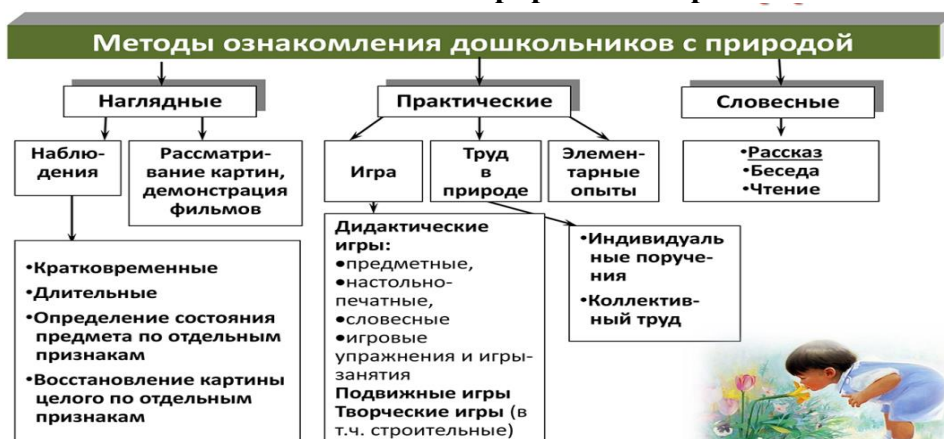 Методы ознакомления дошкольников с природой
Наглядные
Практические
Словесные
Наблю-
дения
Рассматри-
вание картин,
демонстрация
фильмов
Игра
Труд
в
природе
Элемен-
тарные
опыты
•Рассказ
•Беседа
•Чтение
•Кратковременные
•Длительные
•Определение состояния
предмета по отдельным
признакам
•Восстановление картины
целого по отдельным
признакам
Дидактические
игры:
•предметные,
•настольно-
печатные,
•словесные
•игровые
упражнения и игры-
занятия
Подвижные игры
Творческие игры (в
т.ч. строительные)
•Индивидуаль
ные поруче-
ния
•Коллектив-
ный труд